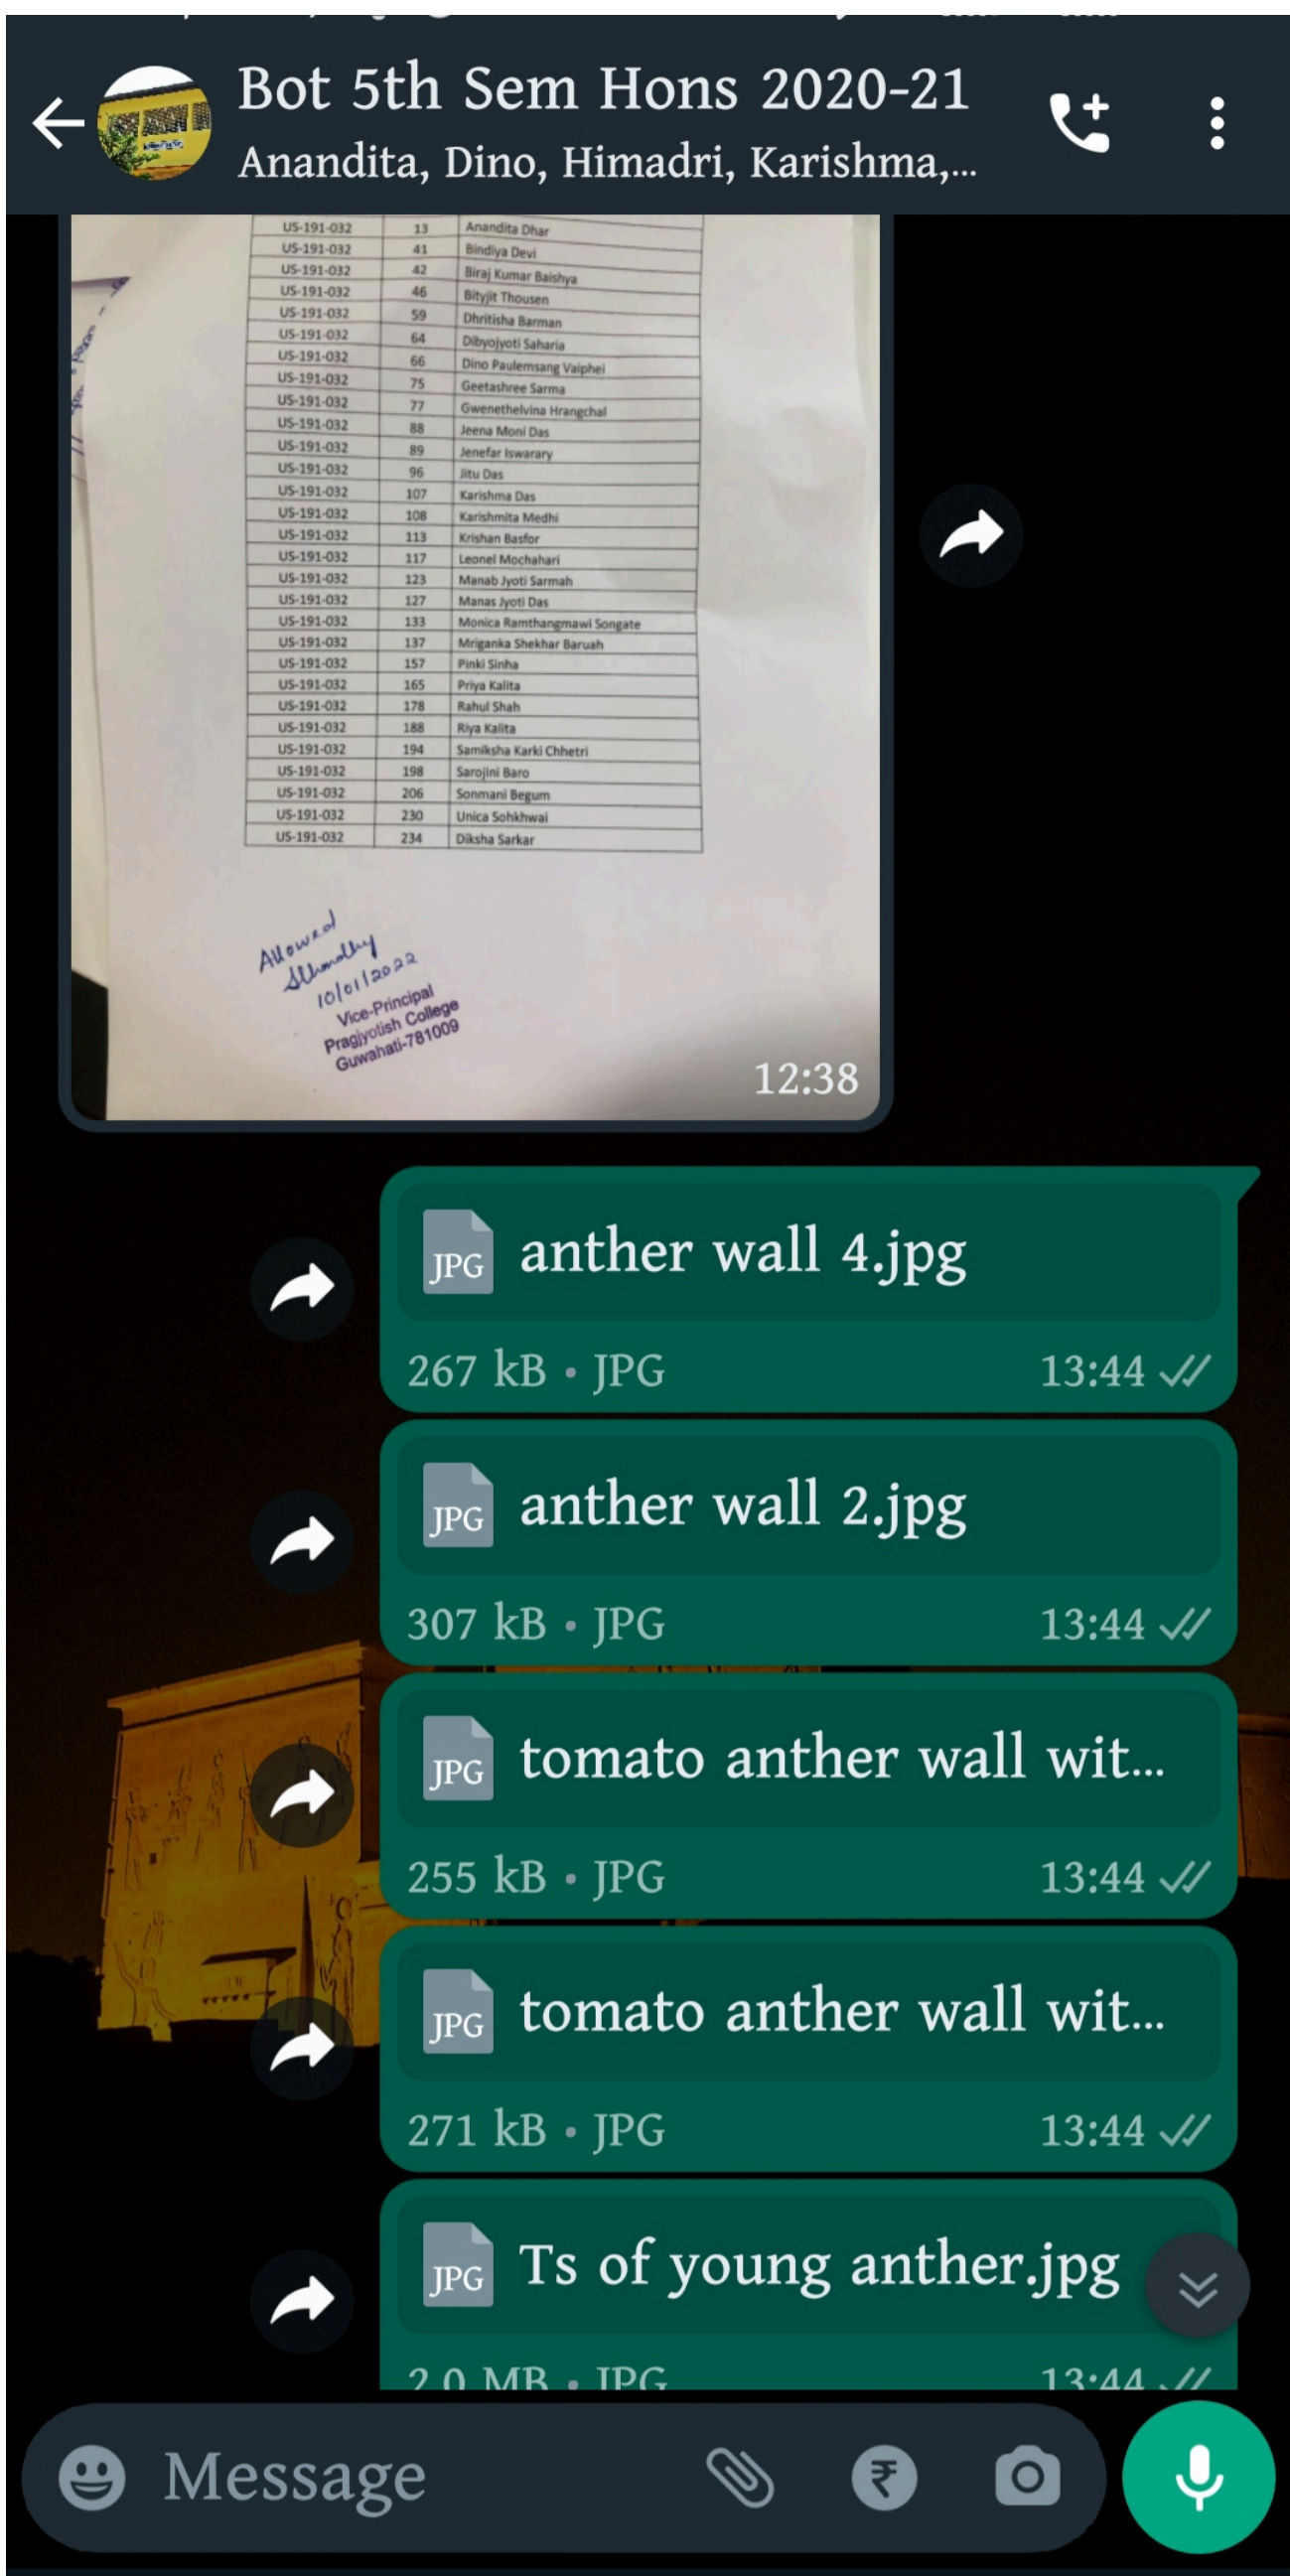 Bot 5th Sem Hons 2020-21
Anandita, Dino, Himadri, Karishma,...
US-191-032 13 Anandita Dhar
US-191-032 41 Bindiya Devi
US-191-032 42 Biraj Kumar Baishya
US-191-032 46 Bityjit Thousen
US-191-032 59 Dhritisha Barman
US-191-032 64 Dibyojyoti Saharia
US-191-032 66 Dino Paulemsang Vaiphei
US-191-032 75 Geetashree Sarma
US-191-032 77 Gwenethelvina Hrangchal
US-191-032 88 Jeena Moni Das
US-191-032 89 Jenefar Iswarary
US-191-032 96 Jitu Das
US-191-032 107 Karishma Das
US-191-032 108 Karishmita Medhi
US-191-032 113 Krishan Basfor
US-191-032 117 Leonel Mochahari
US-191-032 123 Manab Jyoti Sarmah
US-191-032 127 Manas Jyoti Das
US-191-032 133 Monica Ramthangmawi Songate
US-191-032 137 Mriganka Shekhar Baruah
US-191-032 157 Pinki Sinha
US-191-032 165 Priya Kalita
US-191-032 178 Rahul Shah
US-191-032 188 Riya Kalita
US-191-032 194 Samiksha Karki Chhetri
US-191-032 198 Sarojini Baro
US-191-032 206 Sonmani Begum
US-191-032 230 Unica Sohkhwai
US-191-032 234 Diksha Sarkar
Allowed
10/01/2022
Vice-Principal
Pragjyotish College
Guwahati-781009
12:38
JPG anther wall 4.jpg
267 kB • JPG 13:44
JPG anther wall 2.jpg
307 kB • JPG 13:44
JPG tomato anther wall wit...
255 kB • JPG 13:44
JPG tomato anther wall wit...
271 kB • JPG 13:44
JPG Ts of young anther.jpg
2.0 MB • JPG 13:44
Message